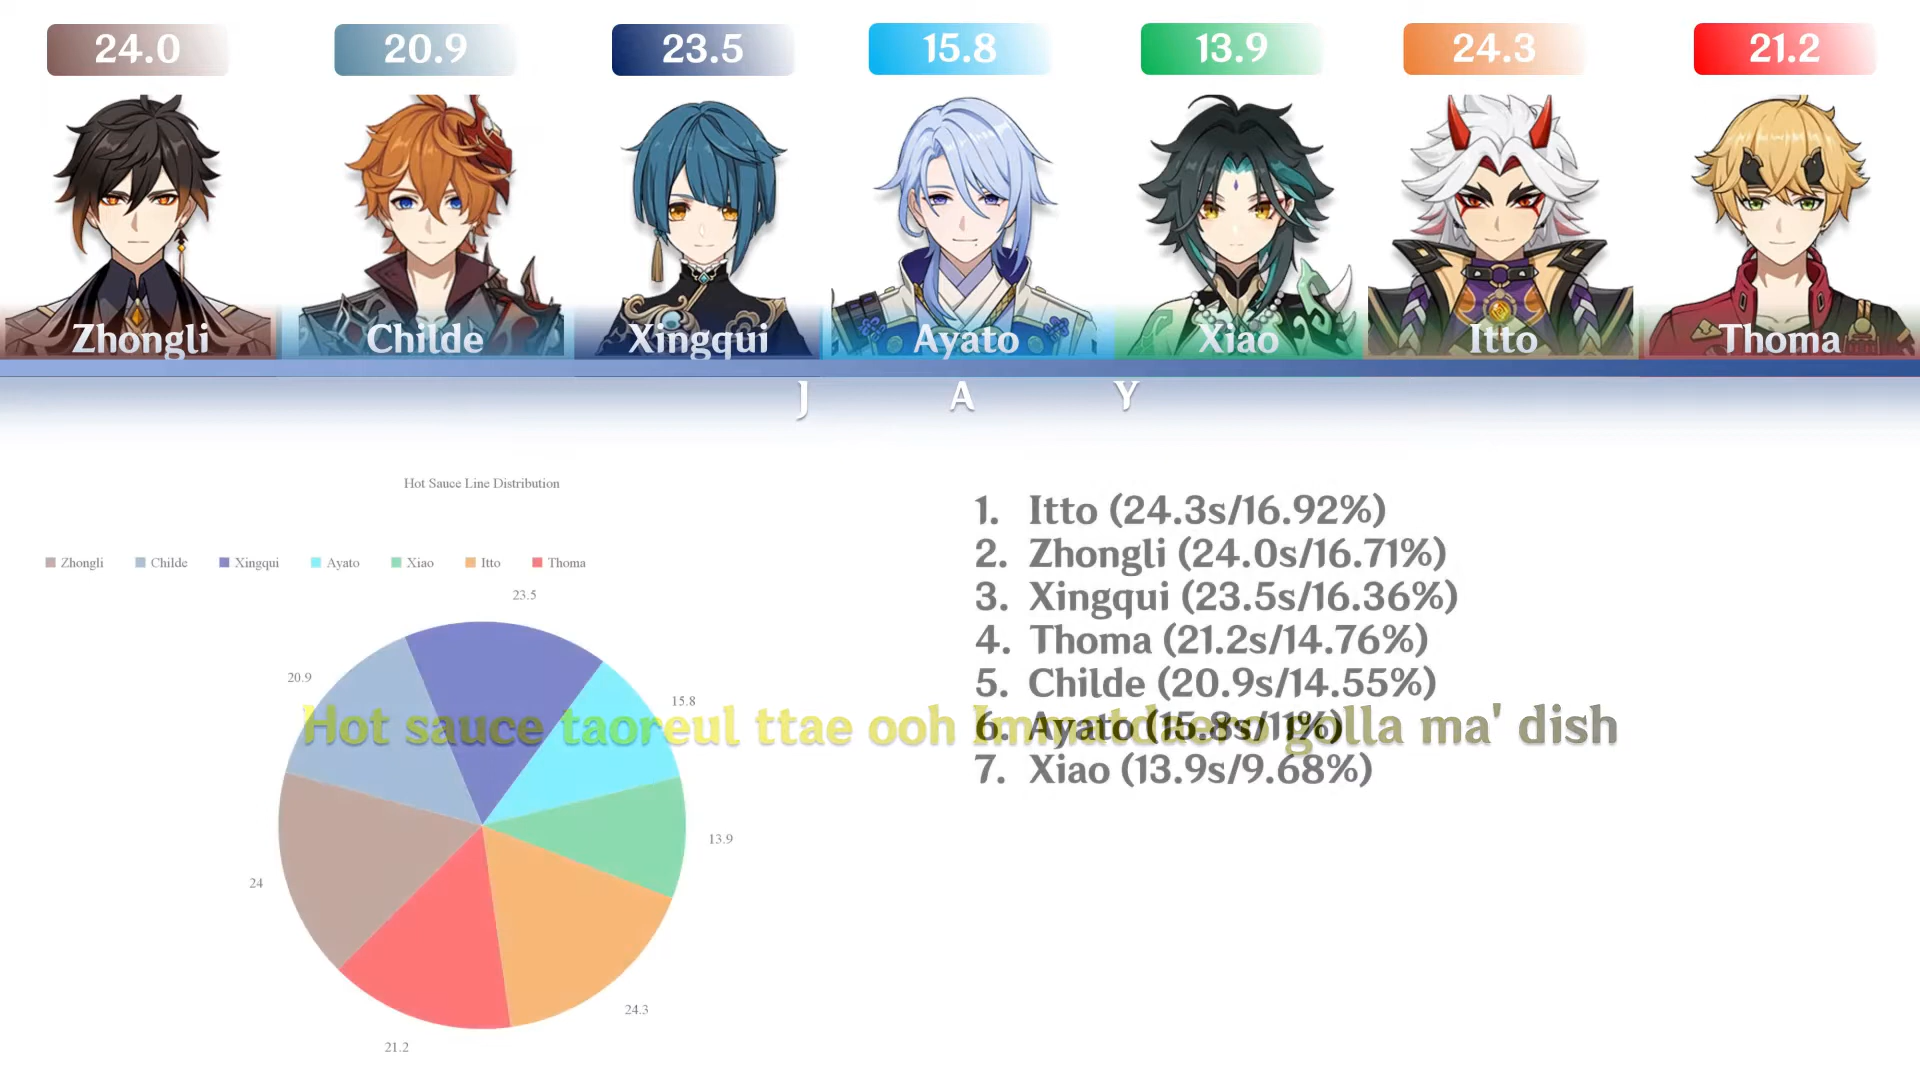 24.0 20.9 23.5 15.8 13.9 24.3 21.2
Zhongli Childe Xingqui Ayato Xiao Itto Thoma
J A Y
Hot Sauce Line Distribution
Zhongli Childe Xingqui Ayato Xiao Itto Thoma
23.5
20.9
15.8
13.9
24
24.3
21.2
1. Itto (24.3s/16.92%)
2. Zhongli (24.0s/16.71%)
3. Xingqui (23.5s/16.36%)
4. Thoma (21.2s/14.76%)
5. Childe (20.9s/14.55%)
6. Ayato (15.8s/11%)
7. Xiao (13.9s/9.68%)
Hot sauce taoreul ttae ooh Immatdaero golla ma' dish